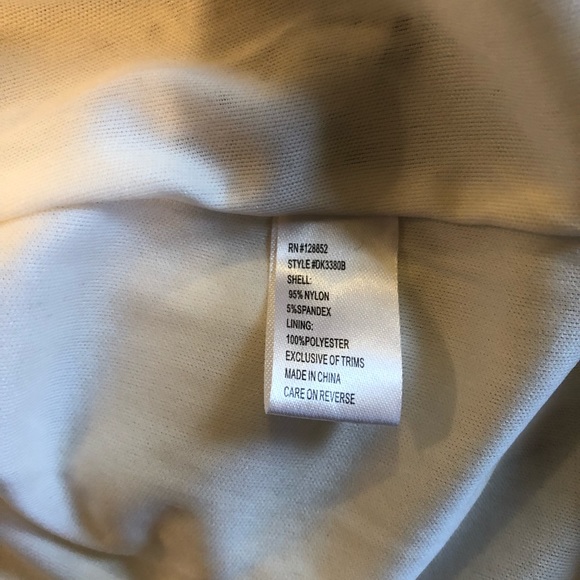 RN #128852
STYLE #DK3380B
SHELL:
95% NYLON
5%SPANDEX
LINING:
100%POLYESTER
EXCLUSIVE OF TRIMS
MADE IN CHINA
CARE ON REVERSE